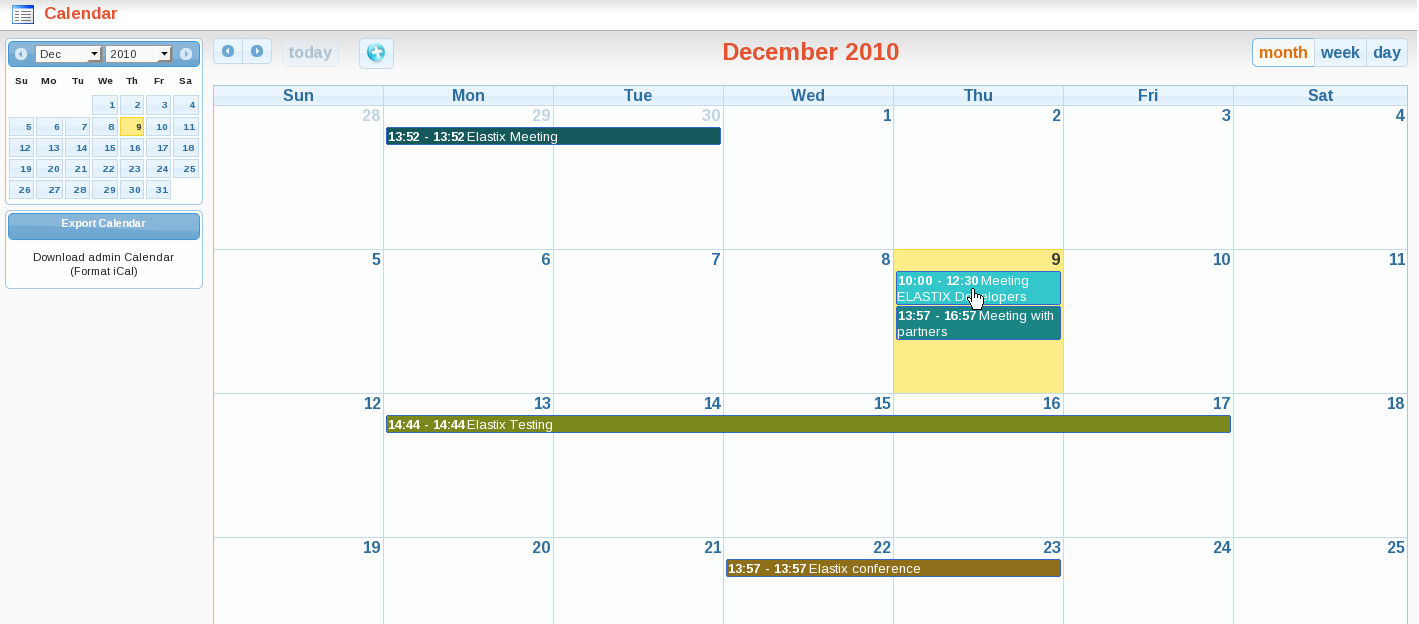 Calendar
Dec 2010
Su Mo Tu We Th Fr Sa
1 2 3 4
5 6 7 8 9 10 11
12 13 14 15 16 17 18
19 20 21 22 23 24 25
26 27 28 29 30 31
Export Calendar
Download admin Calendar
(Format iCal)
today
December 2010
month week day
Sun Mon Tue Wed Thu Fri Sat
28 29 30 1 2 3 4
13:52 - 13:52 Elastix Meeting
5 6 7 8 9 10 11
10:00 - 12:30 Meeting
ELASTIX
13:57 - 16:57 Meeting with
partners
12 13 14 15 16 17 18
14:44 - 14:44 Elastix Testing
19 20 21 22 23 24 25
13:57 - 13:57 Elastix conference